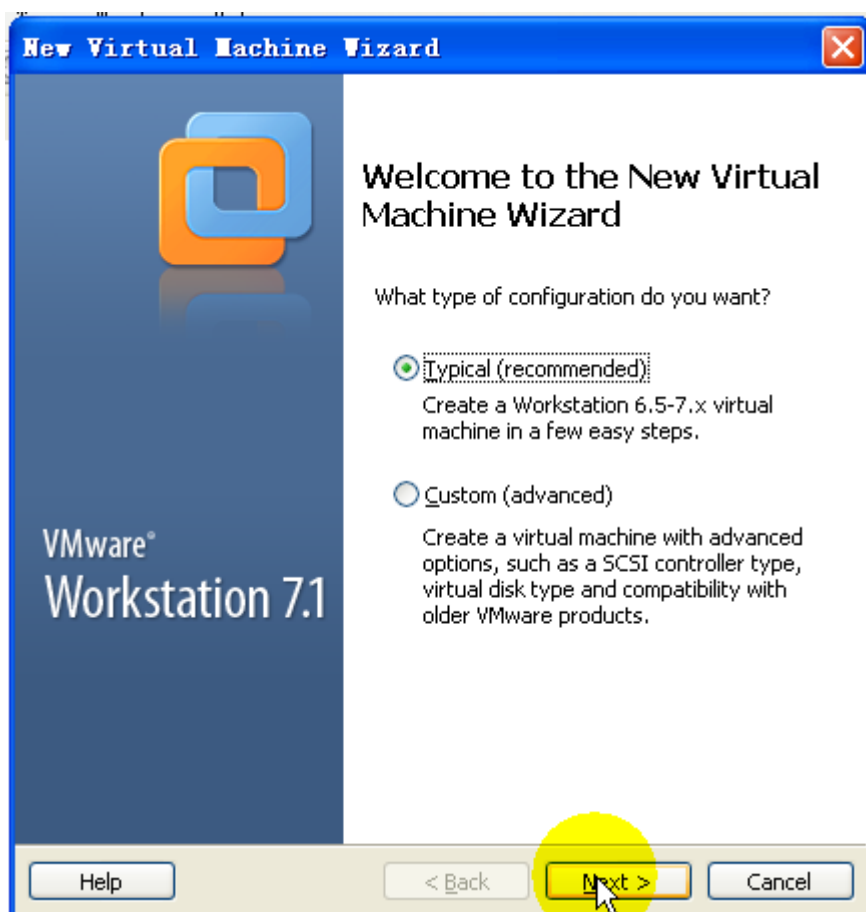 New Virtual Machine Wizard
Welcome to the New Virtual
Machine Wizard
What type of configuration do you want?
Typical (recommended)
Create a Workstation 6.5-7.x virtual
machine in a few easy steps.
Custom (advanced)
Create a virtual machine with advanced
options, such as a SCSI controller type,
virtual disk type and compatibility with
older VMware products.
VMware®
Workstation 7.1
Help
< Back
Next >
Cancel